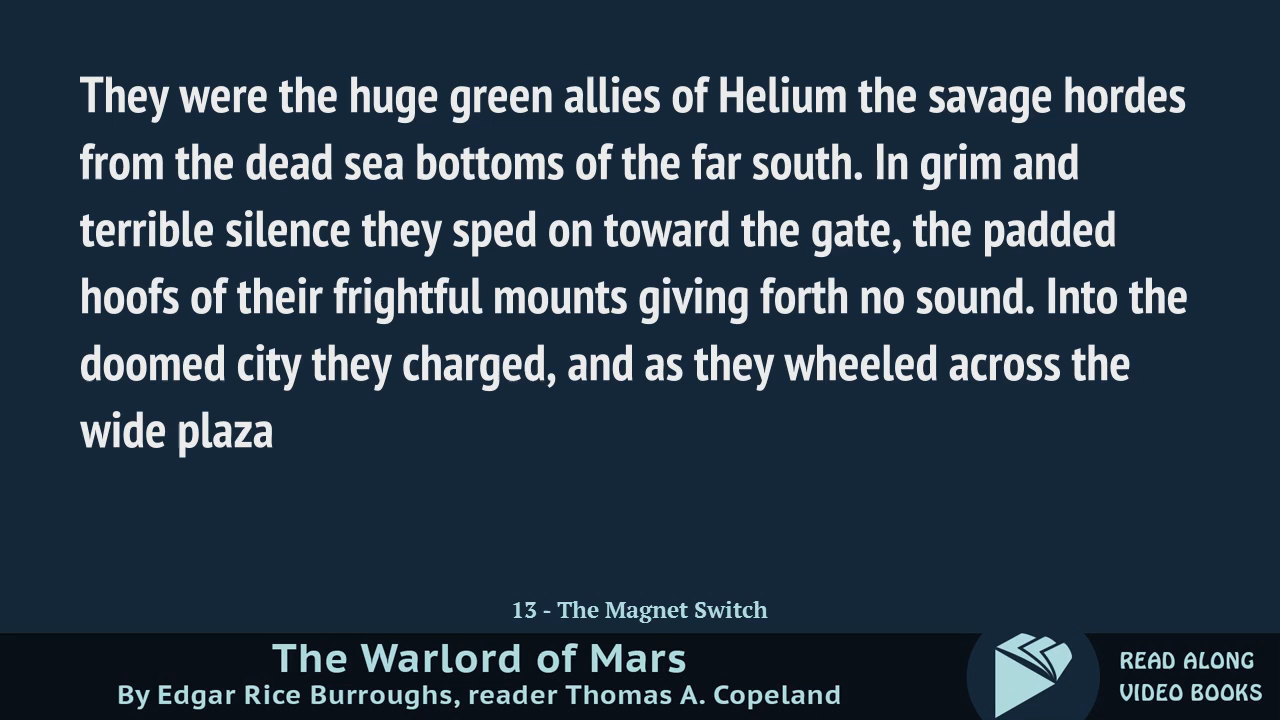 They were the huge green allies of Helium the savage hordes
from the dead sea bottoms of the far south. In grim and
terrible silence they sped on toward the gate, the padded
hoofs of their frightful mounts giving forth no sound. Into the
doomed city they charged, and as they wheeled across the
wide plaza
13 - The Magnet Switch
The Warlord of Mars
By Edgar Rice Burroughs, reader Thomas A. Copeland
READ ALONG
VIDEO BOOKS